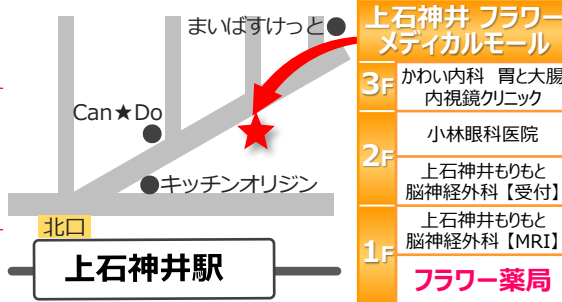 まいばすけっと
Can★Do
キッチンオリジン
北口
上石神井駅
上石神井 フラワー
メディカルモール
3F
かわい内科 胃と大腸
内視鏡クリニック
2F
小林眼科医院
上石神井もりもと
脳神経外科【受付】
1F
上石神井もりもと
脳神経外科【MRI】
フラワー薬局